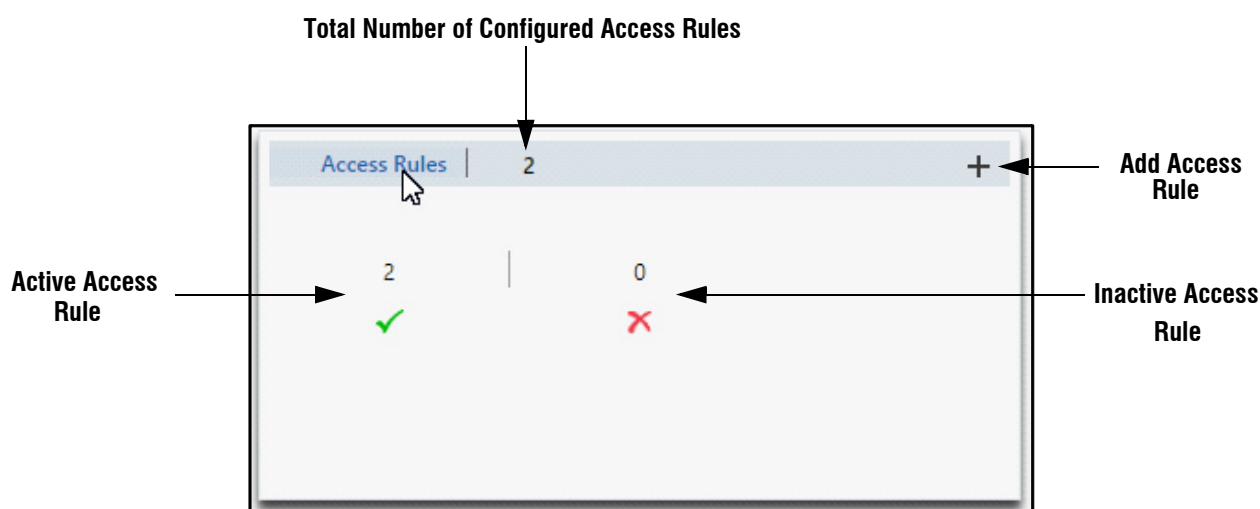 Total Number of Configured Access Rules
Access Rules | 2 +
Add Access
Rule
Active Access
Rule
2 | 0
Inactive Access
Rule